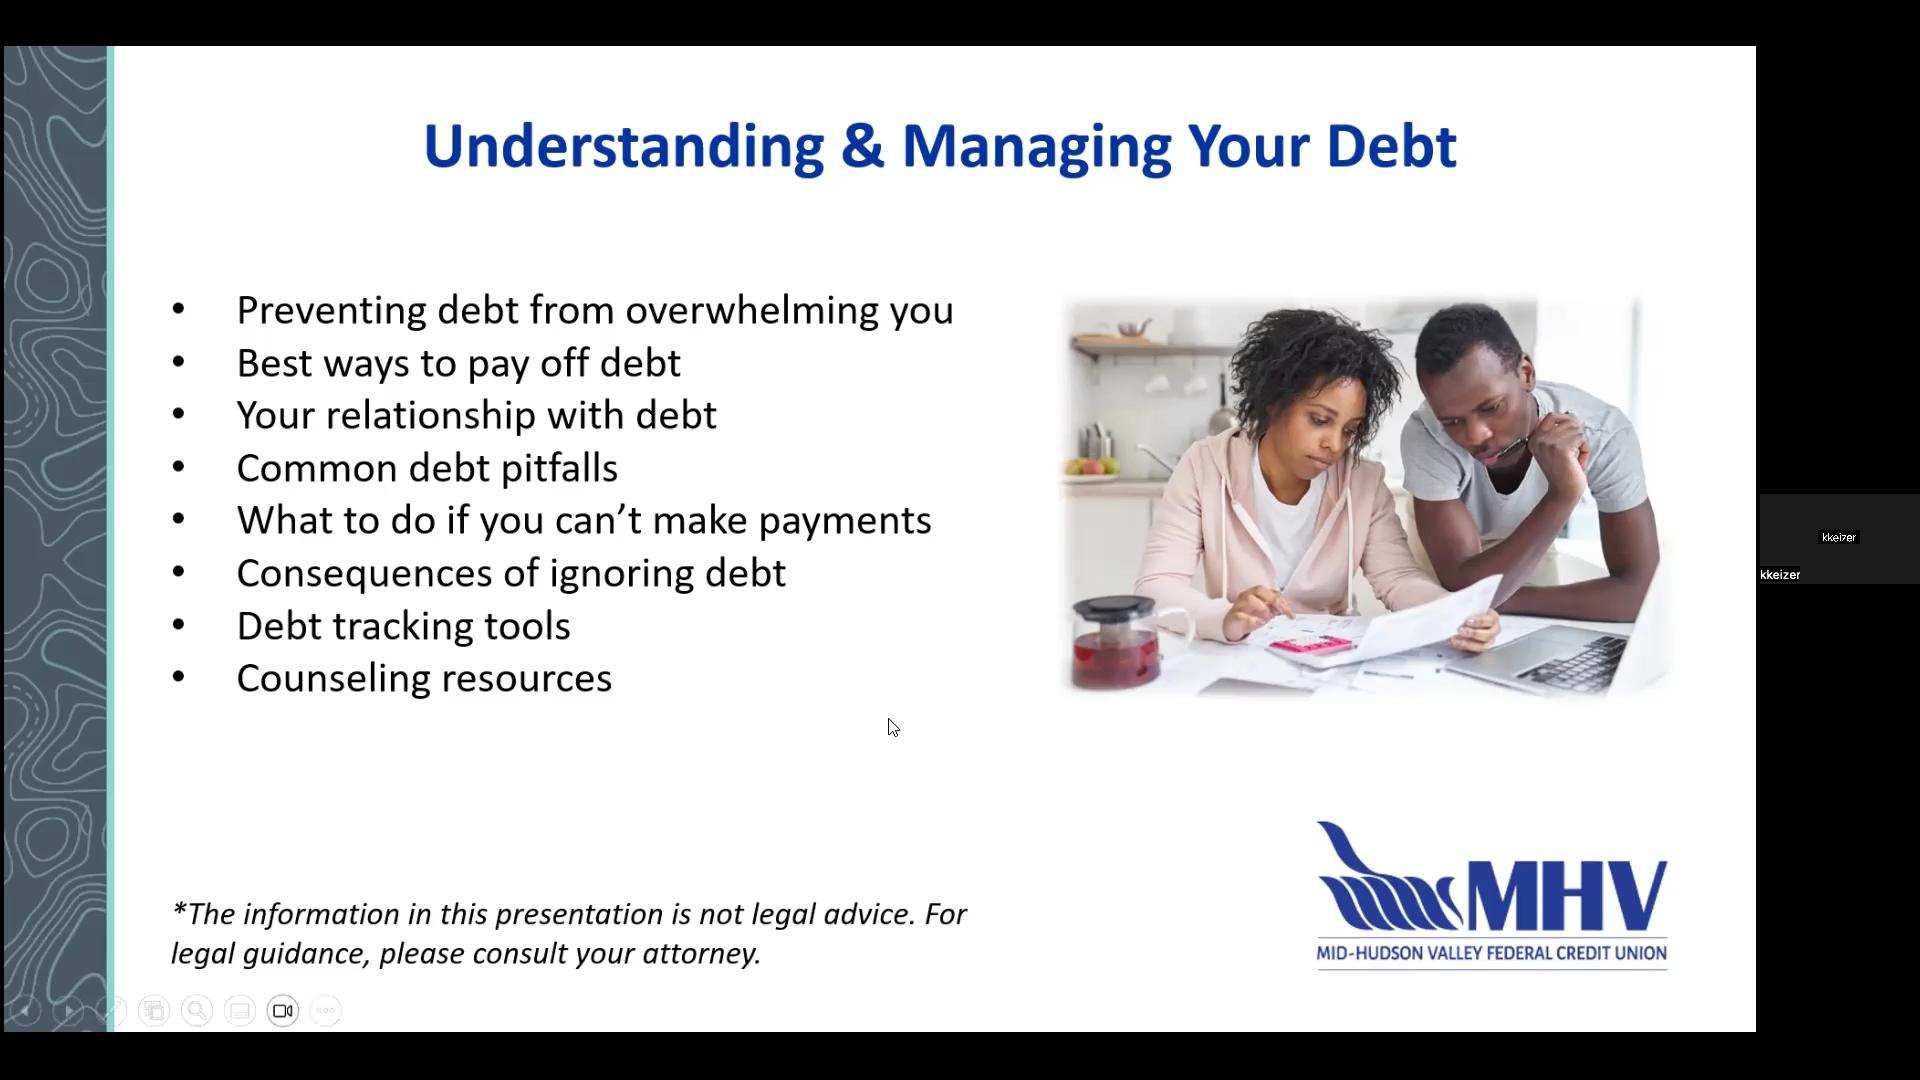 Understanding & Managing Your Debt
• Preventing debt from overwhelming you
• Best ways to pay off debt
• Your relationship with debt
• Common debt pitfalls
• What to do if you can’t make payments
• Consequences of ignoring debt
• Debt tracking tools
• Counseling resources
kkeizer
kkeizer
*The information in this presentation is not legal advice. For
legal guidance, please consult your attorney.
MHV
MID-HUDSON VALLEY FEDERAL CREDIT UNION